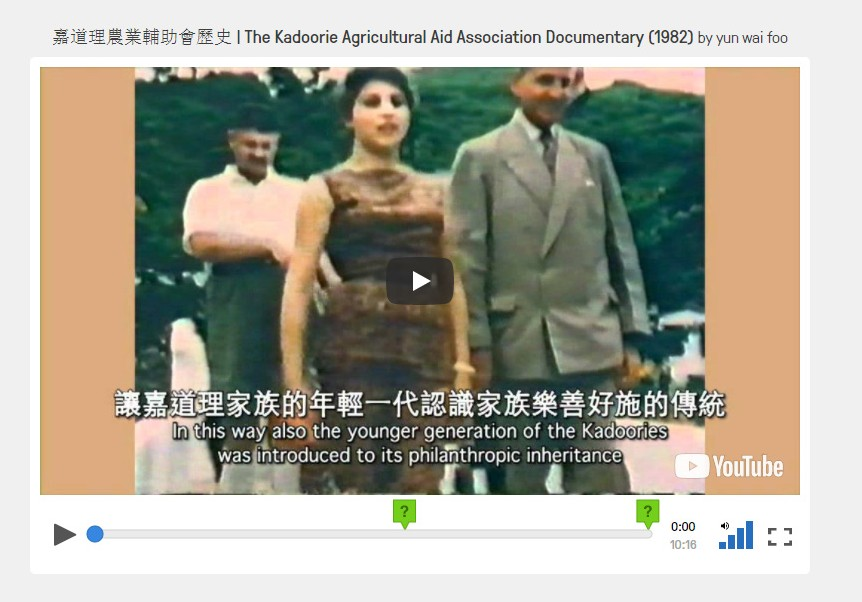 嘉道理農業輔助會歷史 | The Kadoorie Agricultural Aid Association Documentary (1982) by yun wai foo
讓嘉道理家族的年輕一代認識家族樂善好施的傳統
In this way also the younger generation of the Kadoories
was introduced to its philanthropic inheritance
YouTube
? ?
0:00
10:16